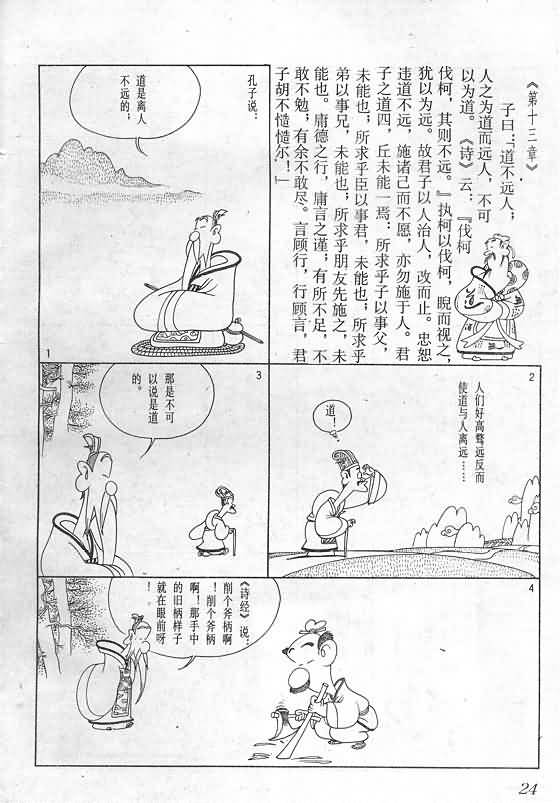 《第十三章》
子曰：「道不远人；
人之为道而远人，不可
以为道。《诗》云：『伐柯
伐柯，其则不远。』执柯以伐柯，睨而视之，
犹以为远。故君子以人治人，改而止。忠恕
违道不远，施诸己而不愿，亦勿施于人。君
子之道四，丘未能一焉：所求乎子以事父，
未能也；所求乎臣以事君，未能也；所求乎
弟以事兄，未能也；所求乎朋友先施之，未
能也。庸德之行，庸言之谨；有所不足，不
敢不勉，有余不敢尽。言顾行，行顾言，君
子胡不慥慥尔！」
道
孔子说：
道是离人
不远的；
1
2
人们好高骛远反而
使道与人离远……
道！
3
那是不可
以说是道
的。
4
《诗经》说：
削个斧柄啊
！削个斧柄
啊！那手中
的旧柄样子
就在眼前呀
！
24